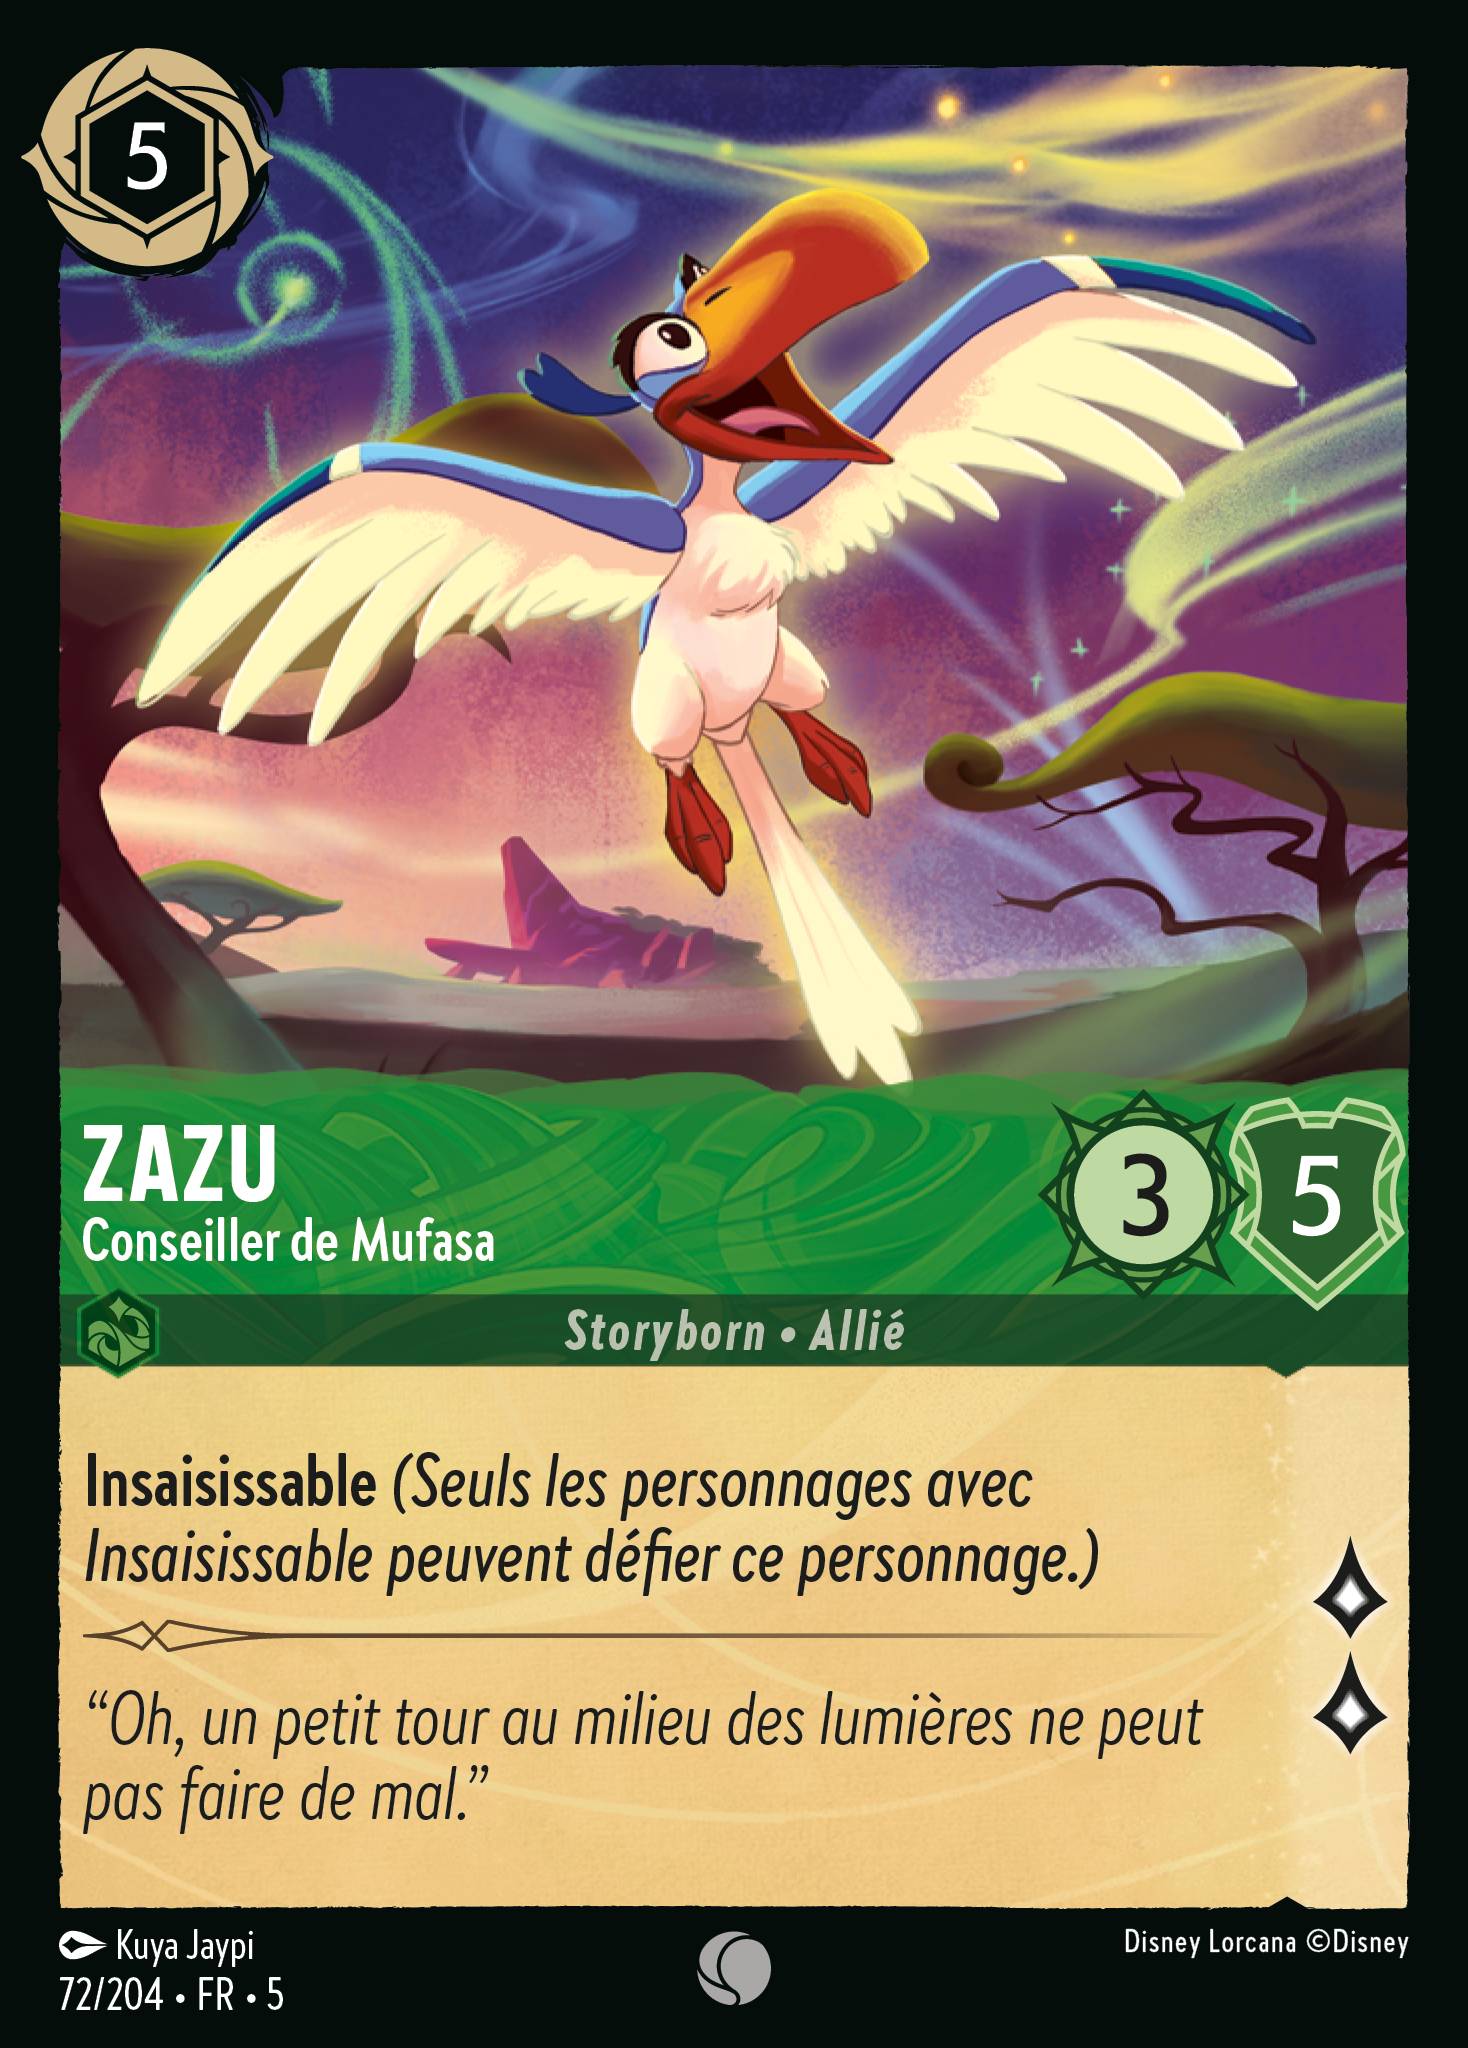 5
ZAZU
Conseiller de Mufasa
3
5
Storyborn • Allié
Insaisissable (Seuls les personnages avec
Insaisissable peuvent défier ce personnage.)
“Oh, un petit tour au milieu des lumières ne peut
pas faire de mal.”
Kuya Jaypi
Disney Lorcana ©Disney
72/204 • FR • 5